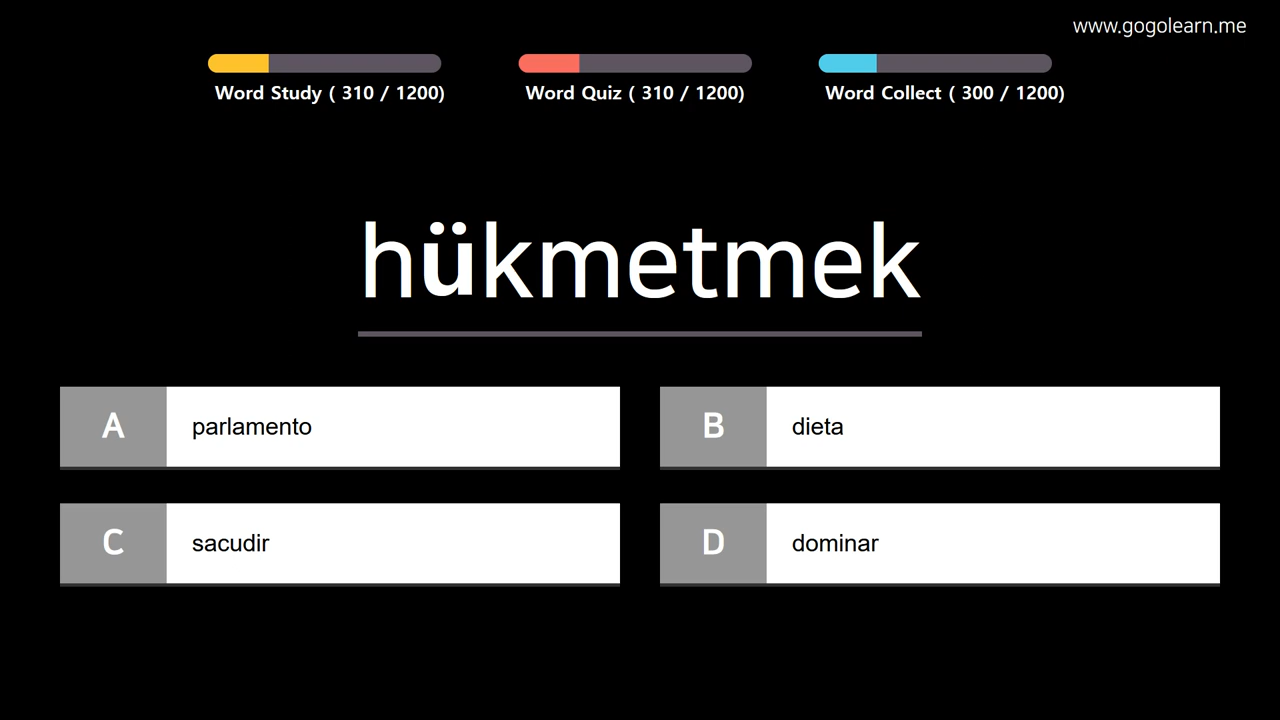 www.gogolearn.me
Word Study ( 310 / 1200)
Word Quiz ( 310 / 1200)
Word Collect ( 300 / 1200)
hükmetmek
A parlamento
B dieta
C sacudir
D dominar